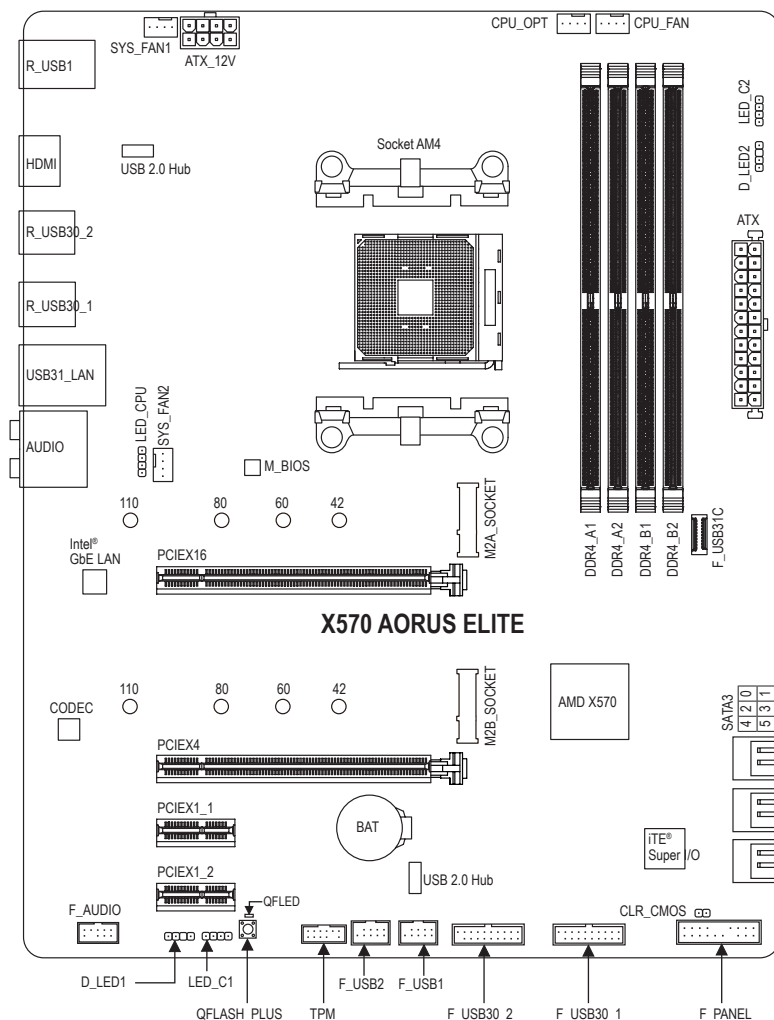 CPU_OPT
CPU_FAN
SYS_FAN1
ATX_12V
R_USB1
LED_C2
Socket AM4
HDMI
USB 2.0 Hub
D_LED2
R_USB30_2
ATX
R_USB30_1
USB31_LAN
LED_CPU
SYS_FAN2
AUDIO
M_BIOS
110
80
60
42
M2A_SOCKET
DDR4_A1
DDR4_A2
DDR4_B1
DDR4_B2
F_USB31C
Intel®
GbE LAN
PCIEX16
X570 AORUS ELITE
110
80
60
42
M2B_SOCKET
CODEC
AMD X570
SATA3
4 2 0
5 3 1
PCIEX4
PCIEX1_1
BAT
iTE®
Super I/O
PCIEX1_2
USB 2.0 Hub
QFLED
F_AUDIO
CLR_CMOS
D_LED1
LED_C1
F_USB2
F_USB1
QFLASH_PLUS
TPM
F_USB30_2
F_USB30_1
F_PANEL